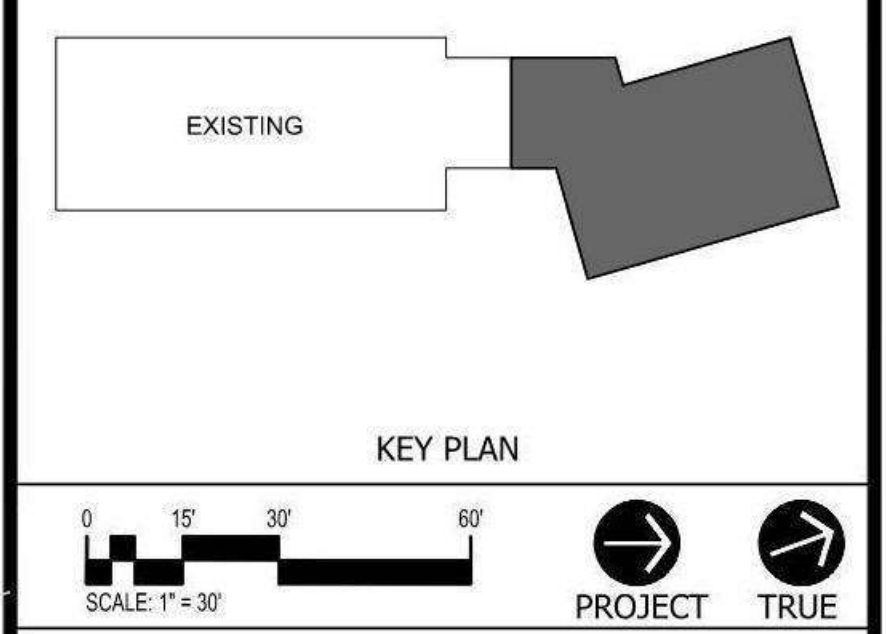 EXISTING
KEY PLAN
0 15' 30' 60'
SCALE: 1" = 30'
PROJECT TRUE